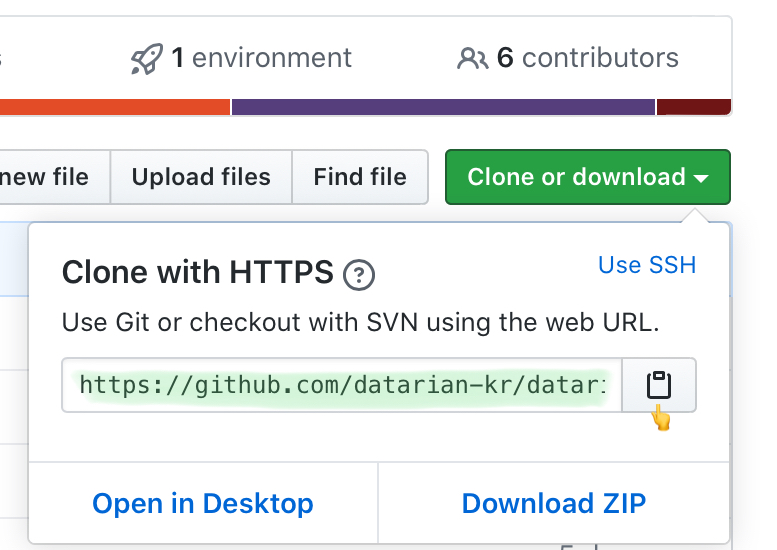 1 environment
6 contributors
new file
Upload files
Find file
Clone or download
Clone with HTTPS
Use SSH
Use Git or checkout with SVN using the web URL.
https://github.com/datarian-kr/datari
Open in Desktop
Download ZIP